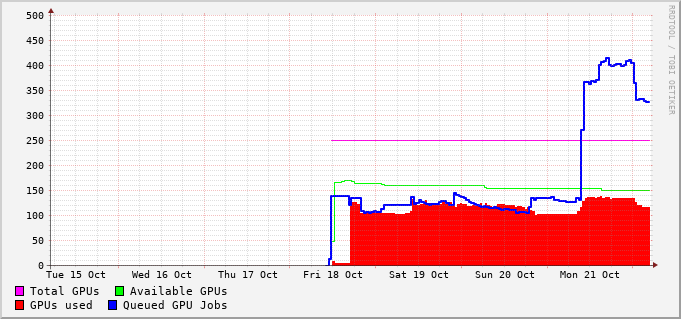 500
450
400
350
300
250
200
150
100
50
0
Tue 15 Oct Wed 16 Oct Thu 17 Oct Fri 18 Oct Sat 19 Oct Sun 20 Oct Mon 21 Oct
Total GPUs Available GPUs
GPUs used Queued GPU Jobs
RRDTOOL / TOBI OETIKER